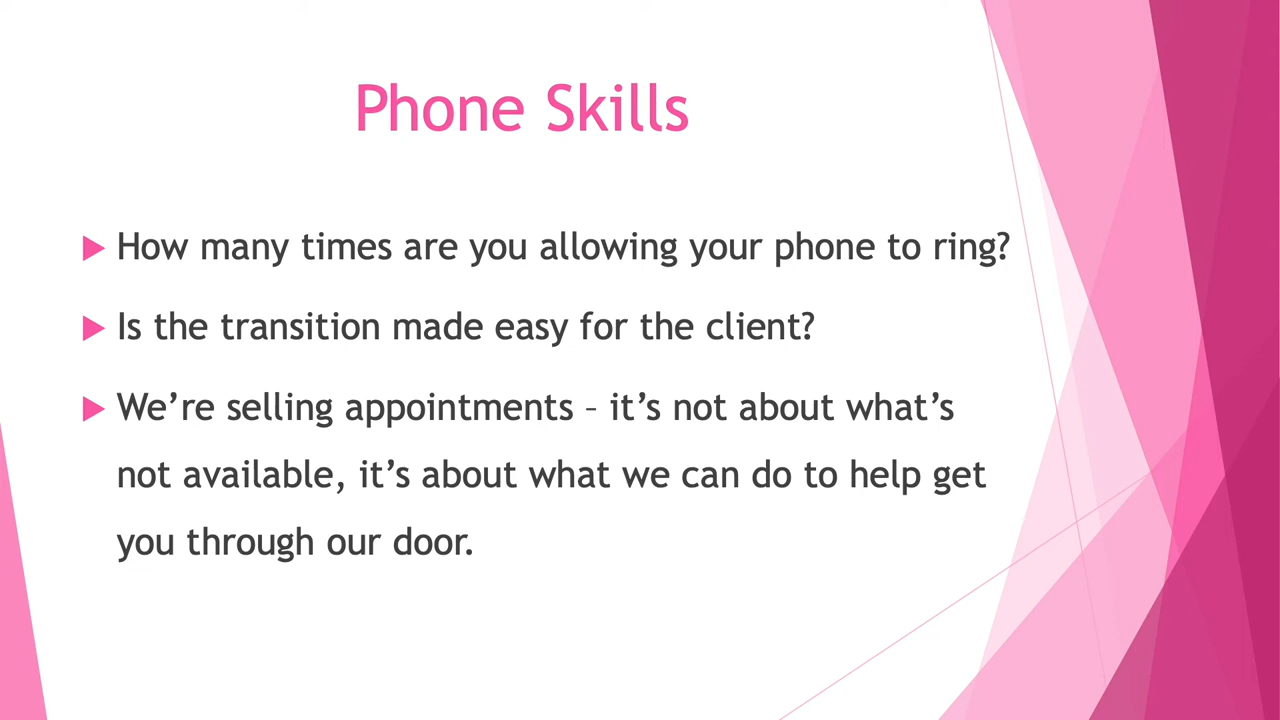 Phone Skills
How many times are you allowing your phone to ring?
Is the transition made easy for the client?
We’re selling appointments – it’s not about what’s
not available, it’s about what we can do to help get
you through our door.